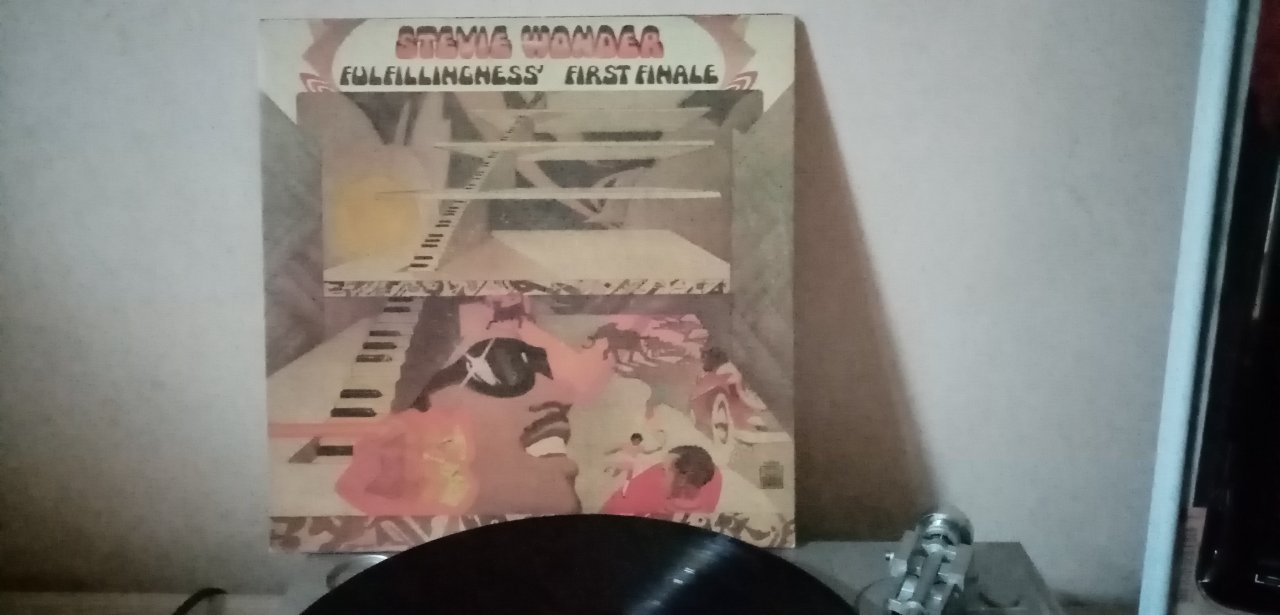 STEVIE WONDER
FULFILLINGNESS' FIRST FINALE